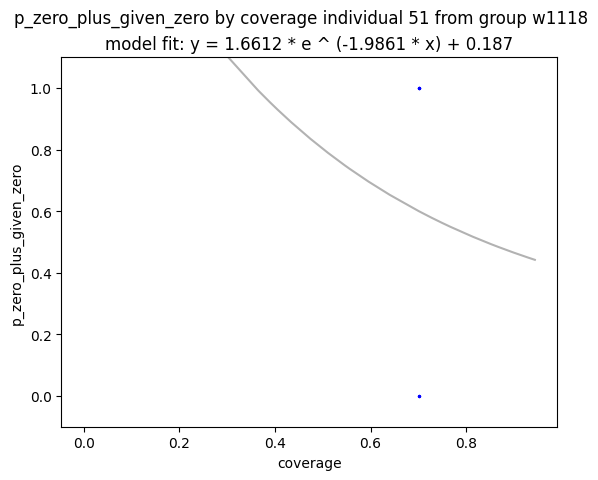 p_zero_plus_given_zero by coverage individual 51 from group w1118
model fit: y = 1.6612 * e ^ (-1.9861 * x) + 0.187
1.0
0.8
0.6
0.4
0.2
0.0
p_zero_plus_given_zero
0.0 0.2 0.4 0.6 0.8
coverage